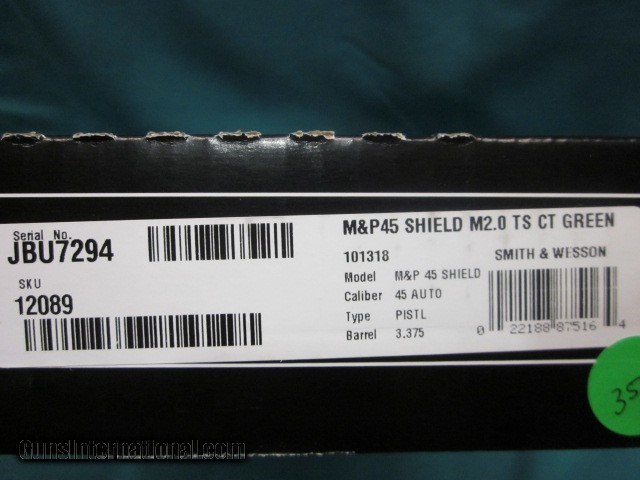 Serial No.
JBU7294
SKU
12089
M&P45 SHIELD M2.0 TS CT GREEN
101318 SMITH & WESSON
Model M&P 45 SHIELD
Caliber 45 AUTO
Type PISTL
Barrel 3.375
0 22188 87516 4
35
GunsInternational.com